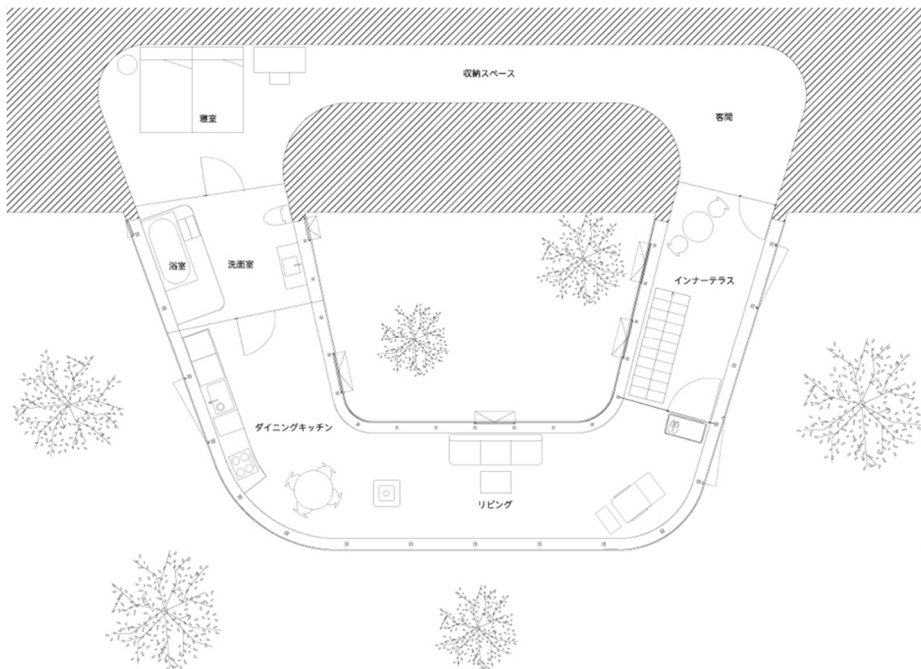 収納スペース
寝室
客間
浴室
洗面室
インナーテラス
ダイニングキッチン
リビング